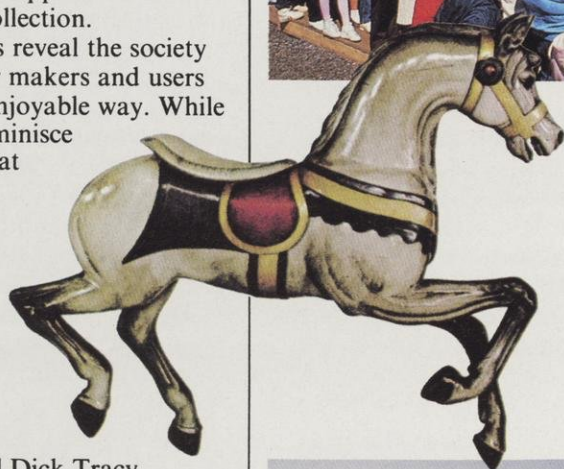 ollection.
s reveal the society
makers and users
njoyable way. While
minisce
at
Dick Tracy